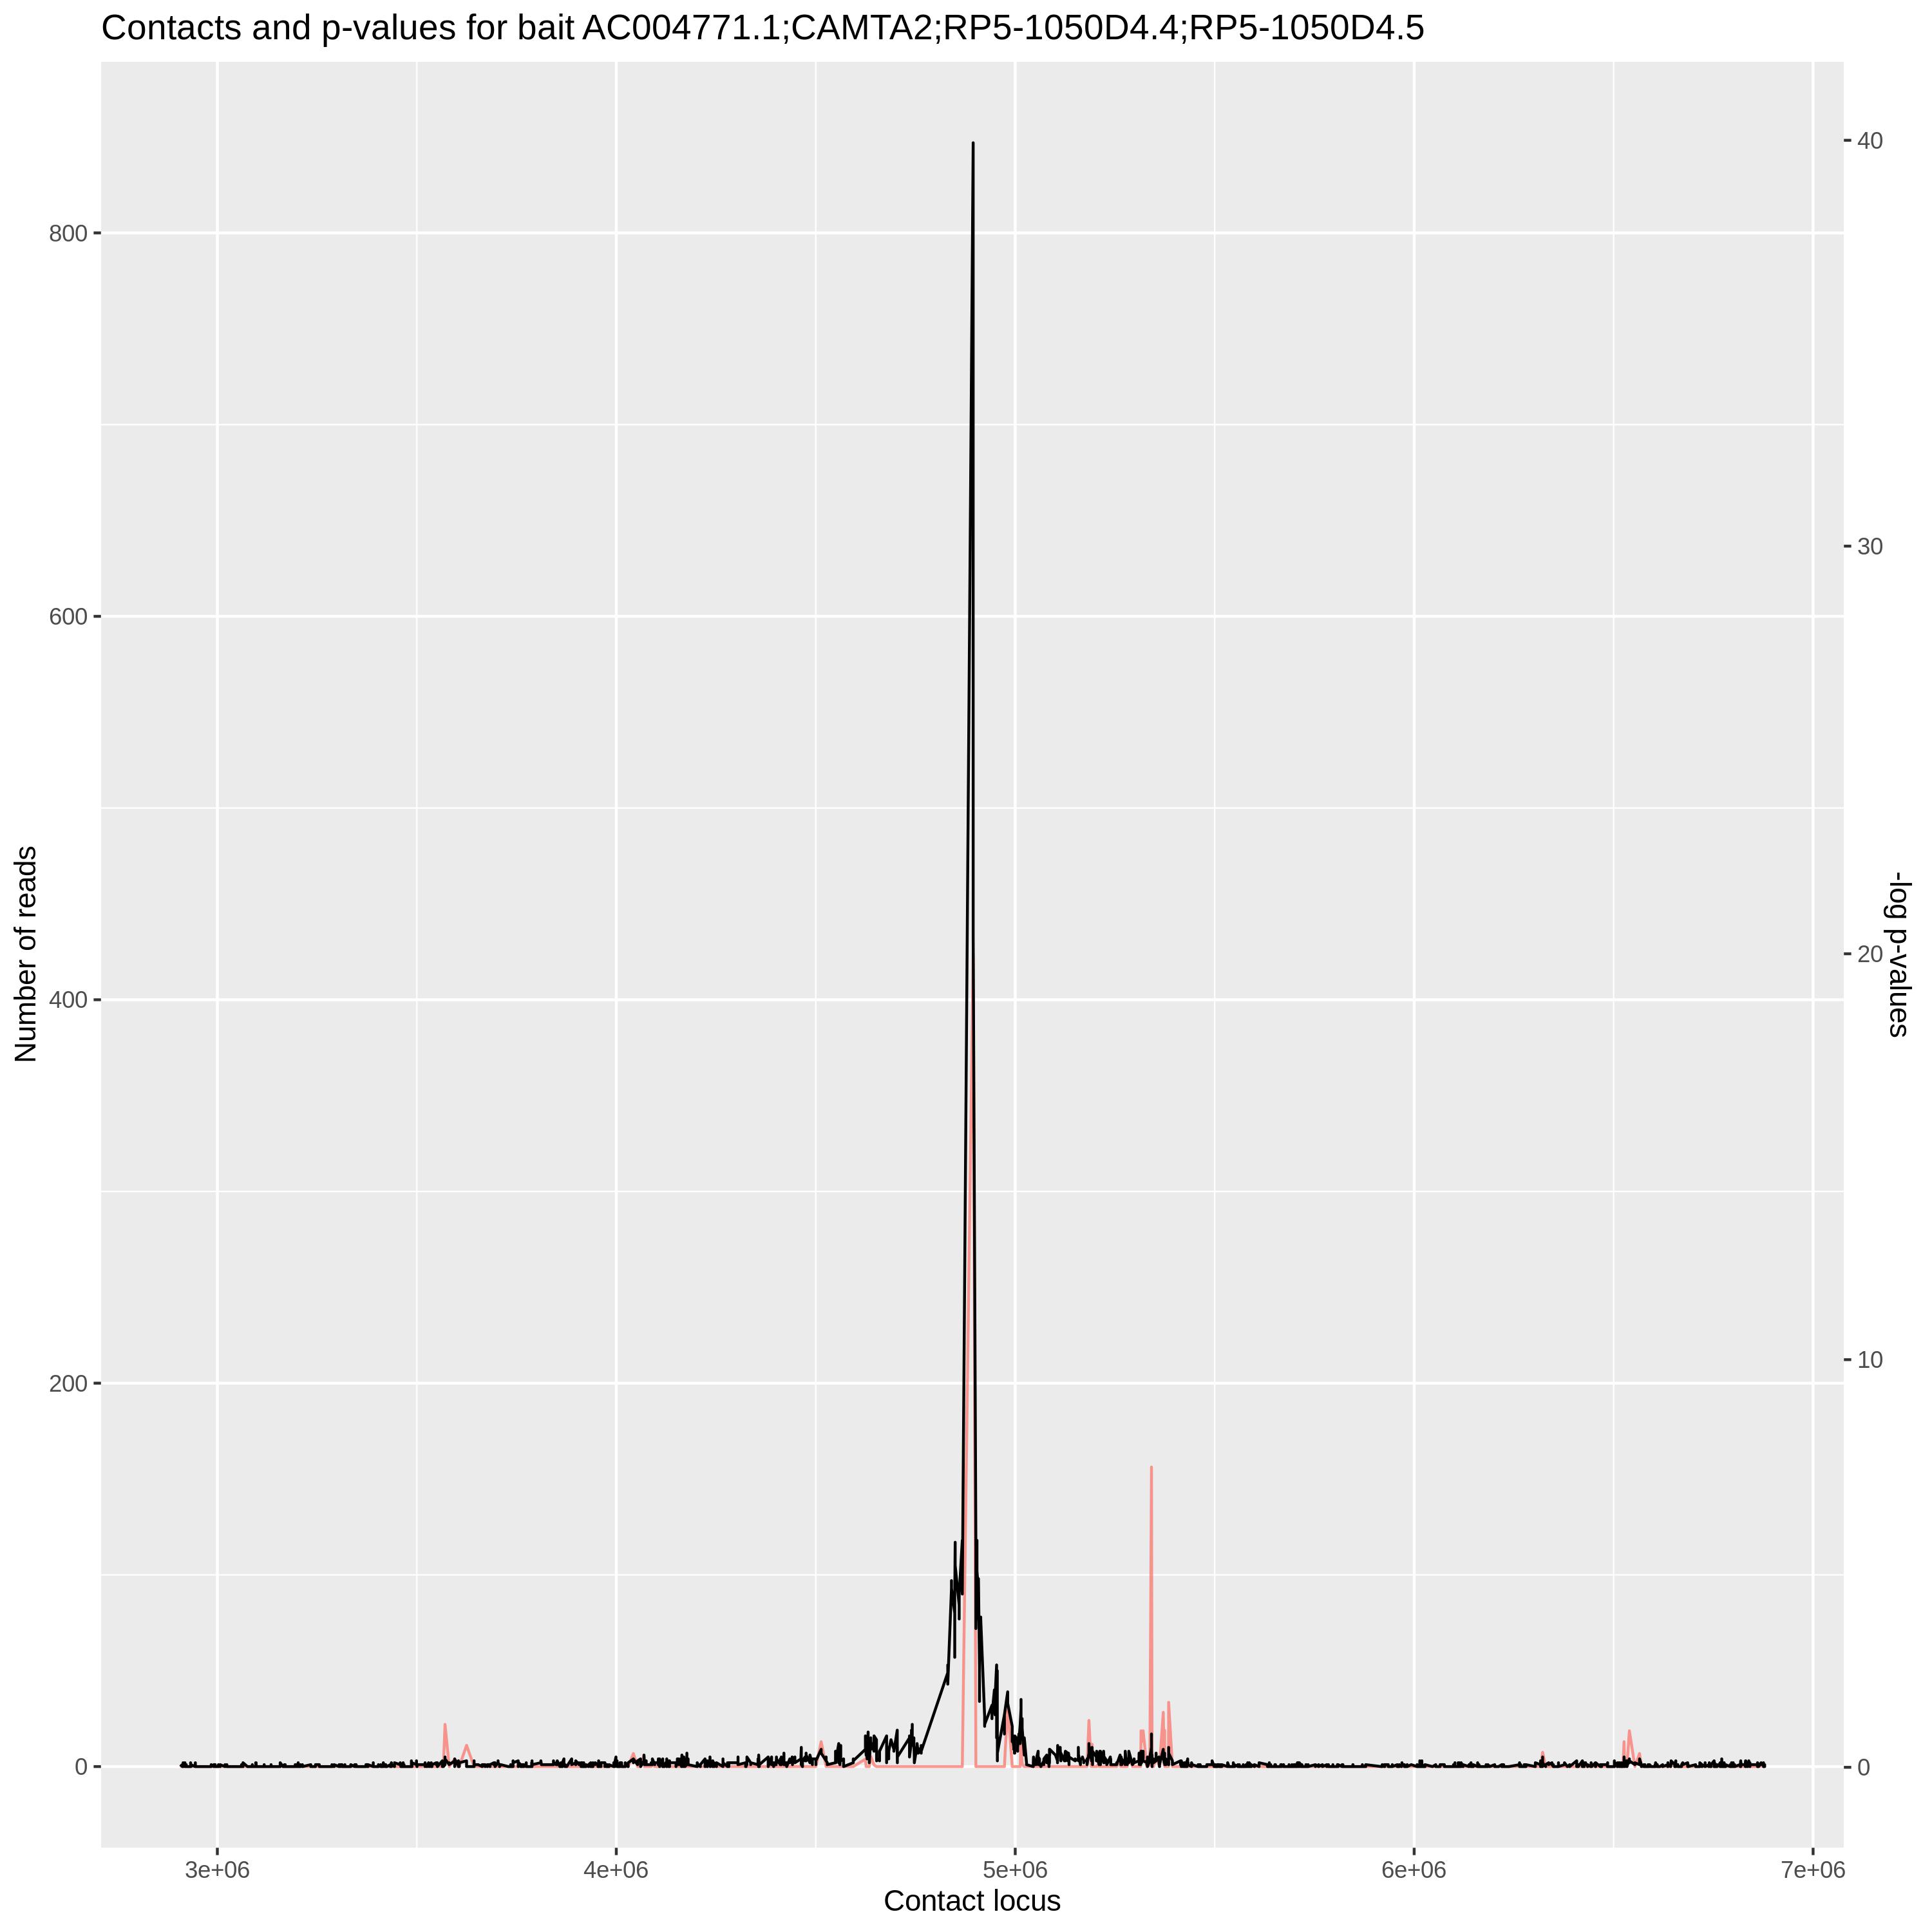 Contacts and p-values for bait AC004771.1;CAMTA2;RP5-1050D4.4;RP5-1050D4.5
Number of reads
800
600
400
200
0
40
30
20
10
0
-log p-values
3e+06
4e+06
5e+06
6e+06
7e+06
Contact locus